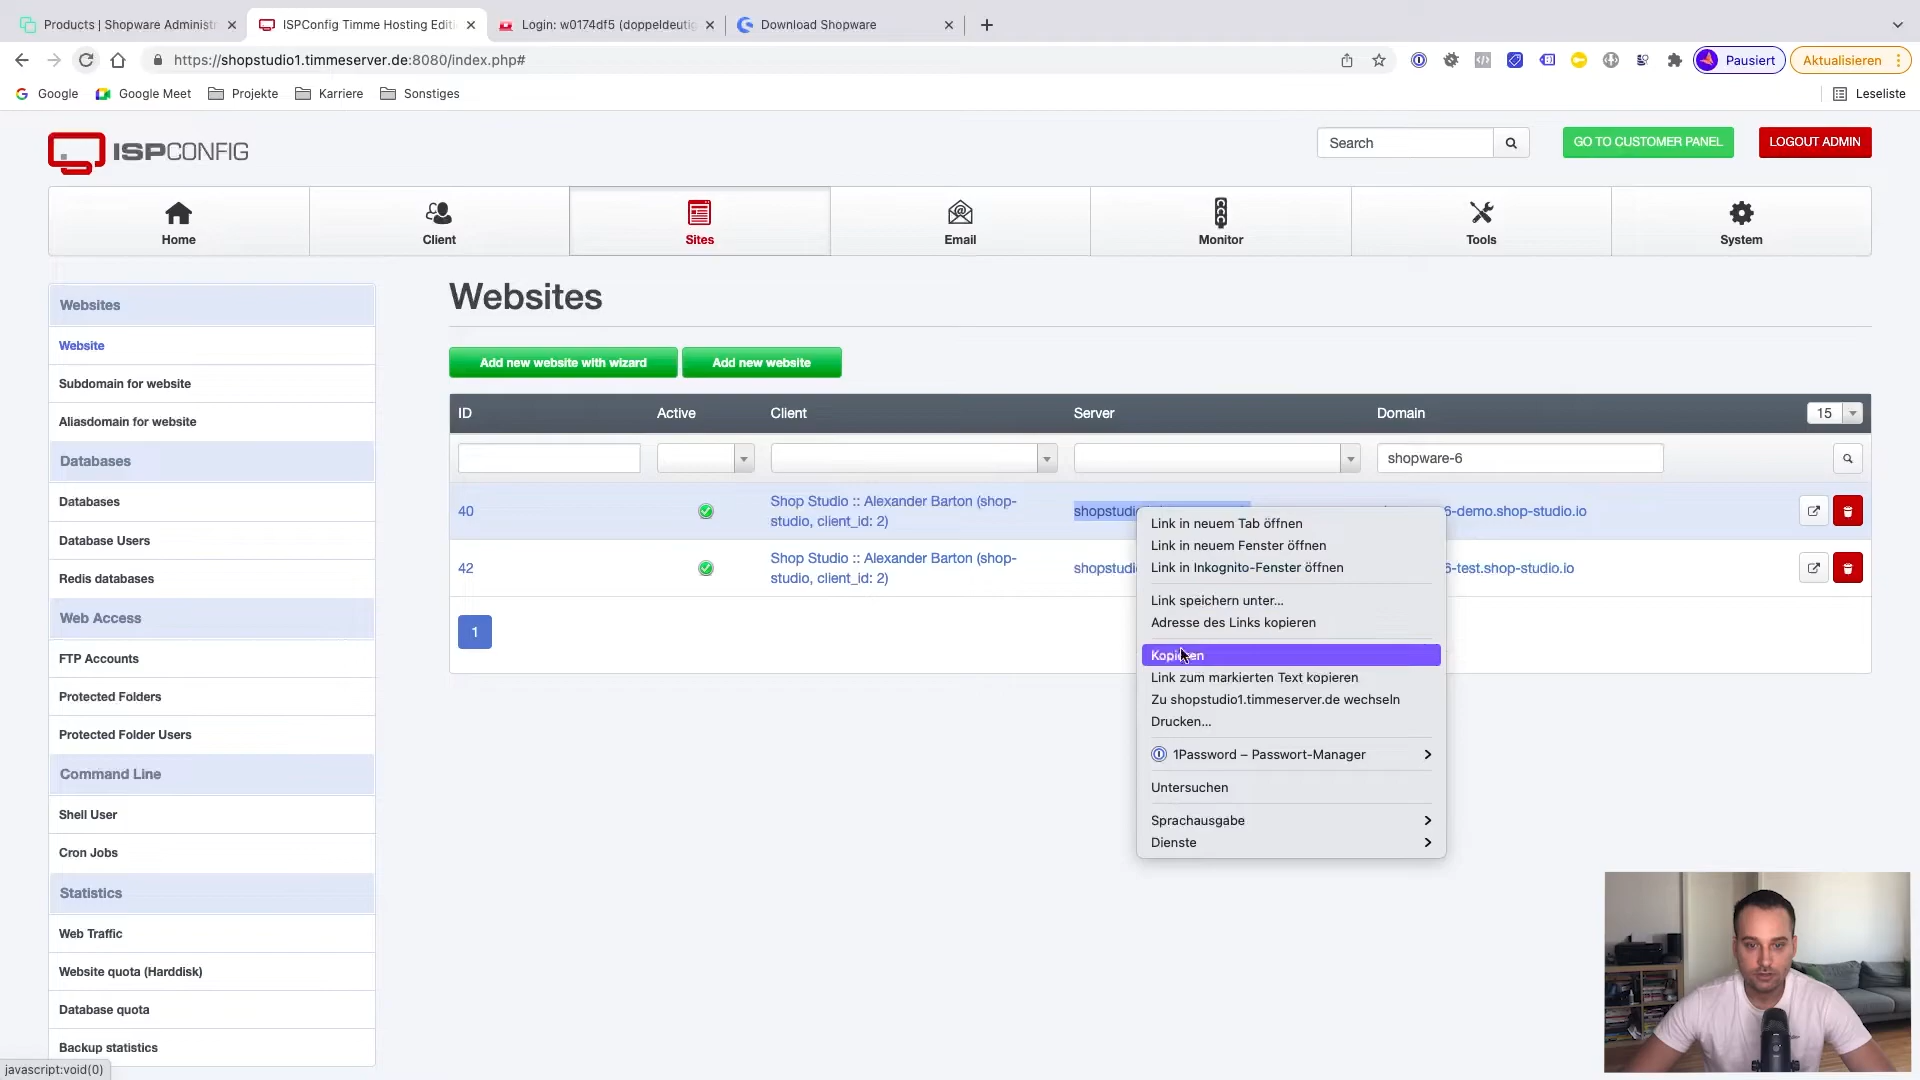 Products | Shopware Administr
ISPConfig Timme Hosting Editi
Login: w0174df5 (doppeldeutig
Download Shopware
https://shopstudio1.timmeserver.de:8080/index.php#
Pausiert
Aktualisieren
Google
Google Meet
Projekte
Karriere
Sonstiges
Leseliste
ISPCONFIG
Search
GO TO CUSTOMER PANEL
LOGOUT ADMIN
Home
Client
Sites
Email
Monitor
Tools
System
Websites
Website
Subdomain for website
Aliasdomain for website
Databases
Databases
Database Users
Redis databases
Web Access
FTP Accounts
Protected Folders
Protected Folder Users
Command Line
Shell User
Cron Jobs
Statistics
Web Traffic
Website quota (Harddisk)
Database quota
Backup statistics
Websites
Add new website with wizard
Add new website
ID
Active
Client
Server
Domain
15
shopware-6
40
Shop Studio :: Alexander Barton (shop-
studio, client_id: 2)
shopstudio
6-demo.shop-studio.io
42
Shop Studio :: Alexander Barton (shop-
studio, client_id: 2)
shopstudio
6-test.shop-studio.io
1
Link in neuem Tab öffnen
Link in neuem Fenster öffnen
Link in Inkognito-Fenster öffnen
Link speichern unter...
Adresse des Links kopieren
Kopieren
Link zum markierten Text kopieren
Zu shopstudio1.timmeserver.de wechseln
Drucken...
1Password – Passwort-Manager
Untersuchen
Sprachausgabe
Dienste
javascript:void(0)